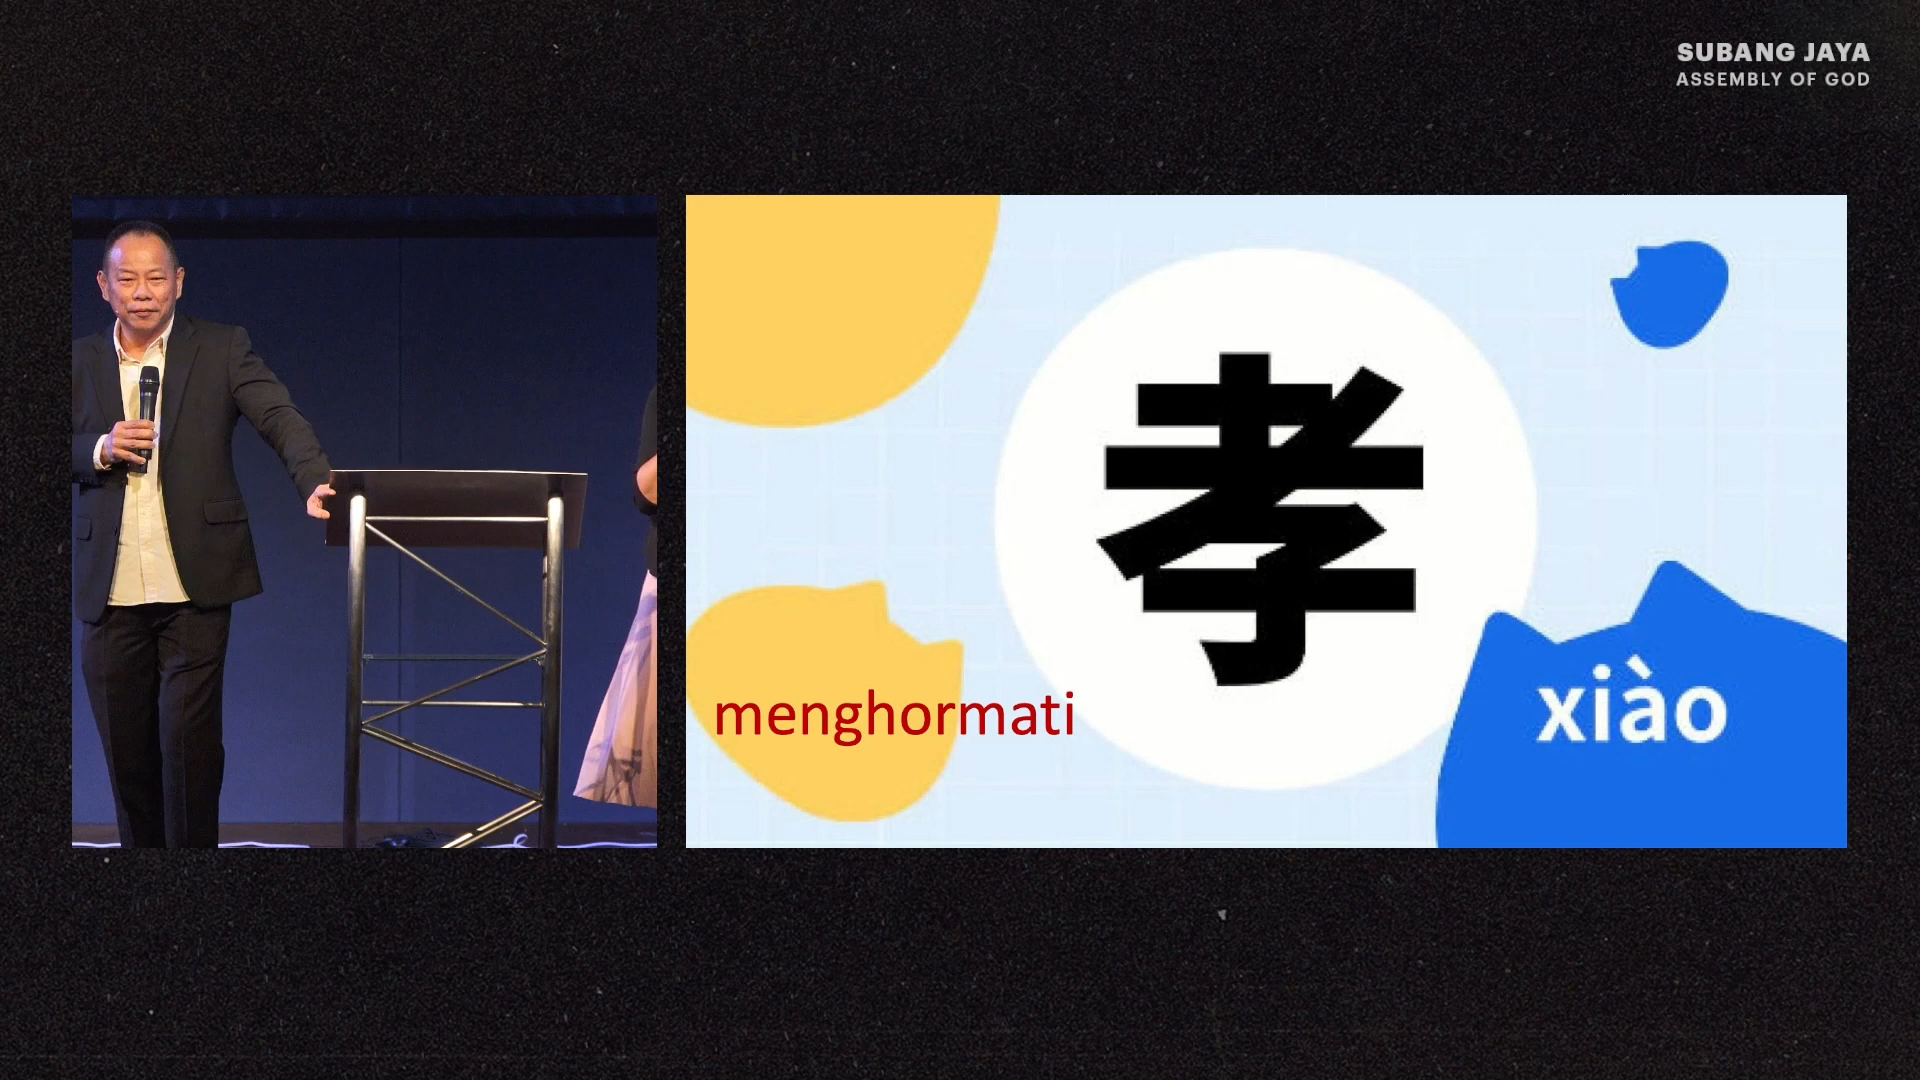 SUBANG JAYA
ASSEMBLY OF GOD
孝
menghormati
xiào